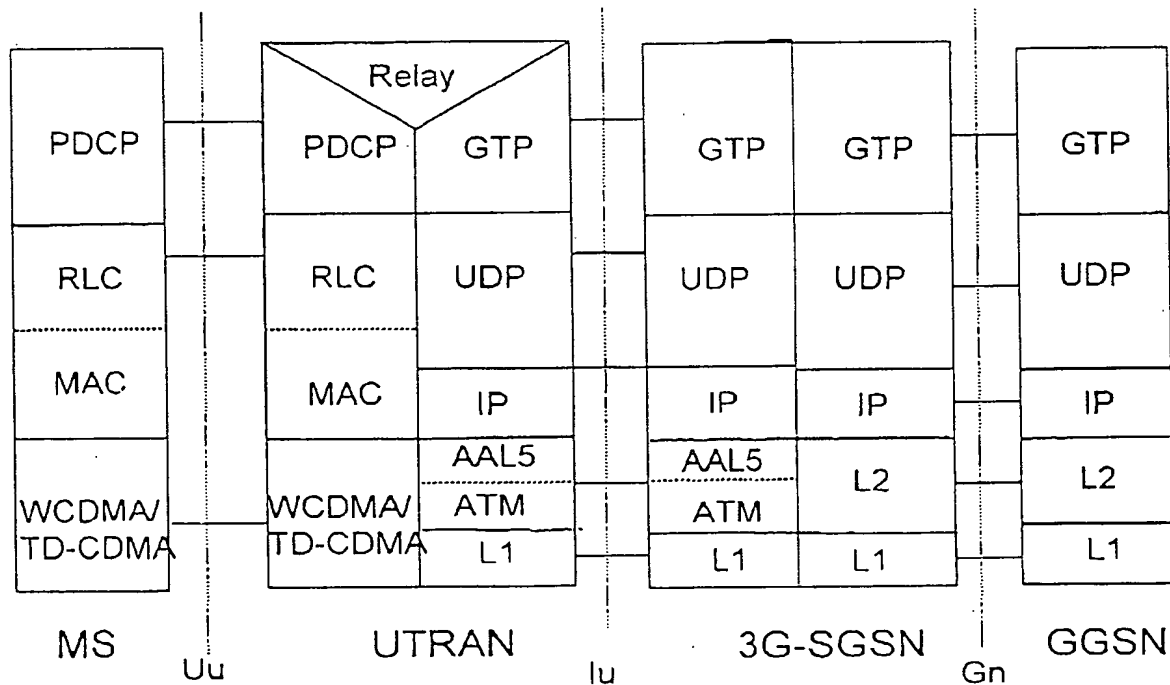 Relay
PDCP PDCP GTP GTP GTP GTP
RLC RLC UDP UDP UDP UDP
MAC MAC IP IP IP IP
AAL5 AAL5
L2 L2
WCDMA/ WCDMA/ ATM ATM
TD-CDMA TD-CDMA L1 L1 L1 L1
MS UTRAN 3G-SGSN GGSN
Uu Iu Gn